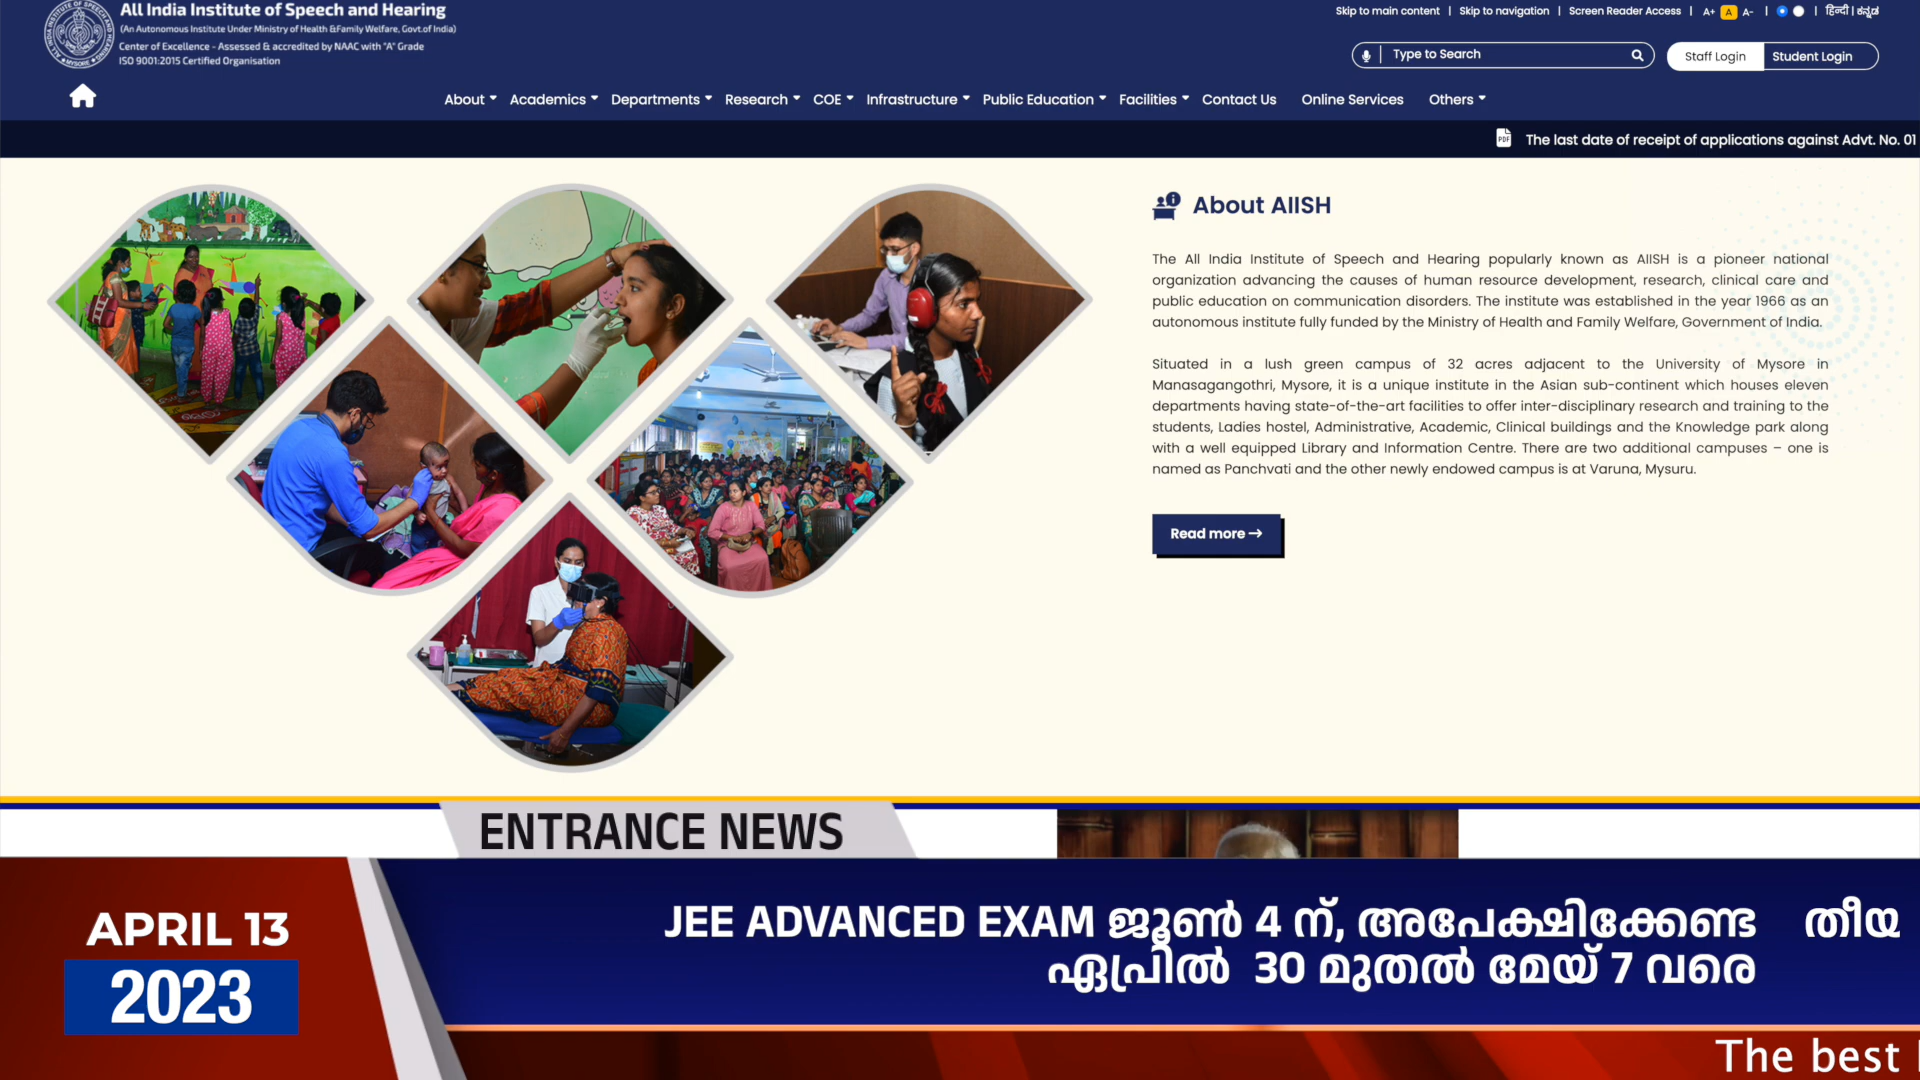 All India Institute of Speech and Hearing
(An Autonomous Institute Under Ministry of Health &Family Welfare, Govt.of India)
Center of Excellence - Assessed & accredited by NAAC with "A" Grade
ISO 9001:2015 Certified Organisation
Skip to main content | Skip to navigation | Screen Reader Access | A+ A A- | | हिन्दी | ಕನ್ನಡ
Type to Search
Staff Login Student Login
About Academics Departments Research COE Infrastructure Public Education Facilities Contact Us Online Services Others
PDF The last date of receipt of applications against Advt. No. 01
About AIISH
The All India Institute of Speech and Hearing popularly known as AIISH is a pioneer national
organization advancing the causes of human resource development, research, clinical care and
public education on communication disorders. The institute was established in the year 1966 as an
autonomous institute fully funded by the Ministry of Health and Family Welfare, Government of India.
Situated in a lush green campus of 32 acres adjacent to the University of Mysore in
Manasagangothri, Mysore, it is a unique institute in the Asian sub-continent which houses eleven
departments having state-of-the-art facilities to offer inter-disciplinary research and training to the
students, Ladies hostel, Administrative, Academic, Clinical buildings and the Knowledge park along
with a well equipped Library and Information Centre. There are two additional campuses – one is
named as Panchvati and the other newly endowed campus is at Varuna, Mysuru.
Read more →
ENTRANCE NEWS
APRIL 13
2023
JEE ADVANCED EXAM ജൂൺ 4 ന്, അപേക്ഷിക്കേണ്ട തീയ
ഏപ്രിൽ 30 മുതൽ മേയ് 7 വരെ
The best